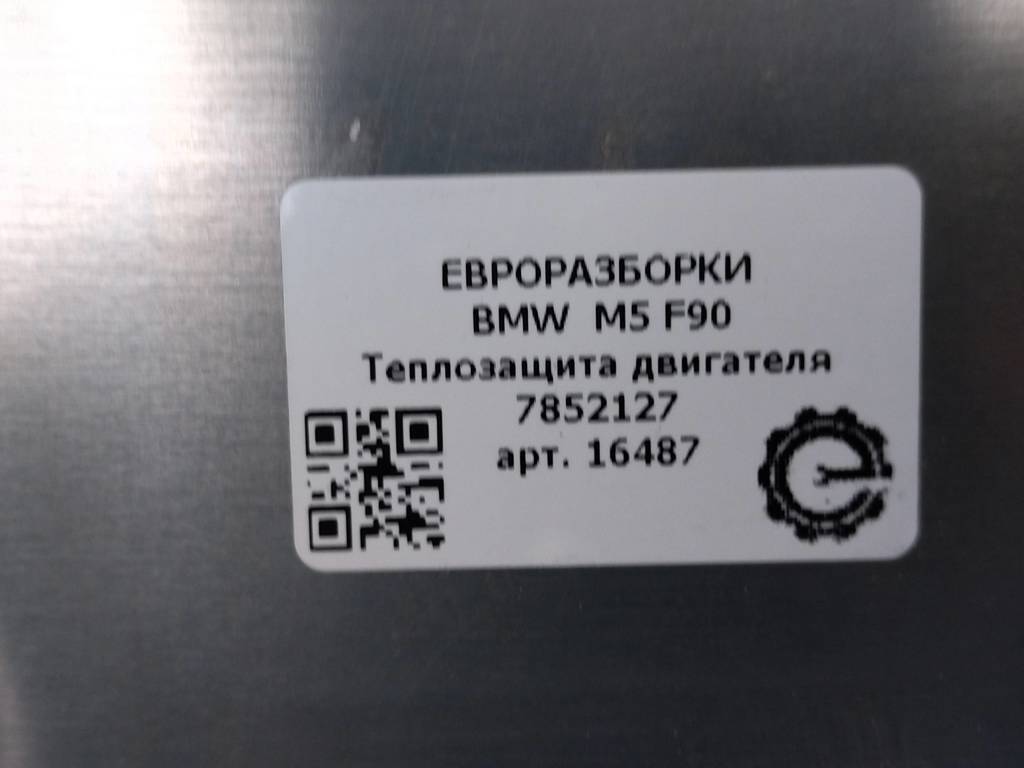 ЕВРОРАЗБОРКИ
BMW M5 F90
Теплозащита двигателя
7852127
арт. 16487